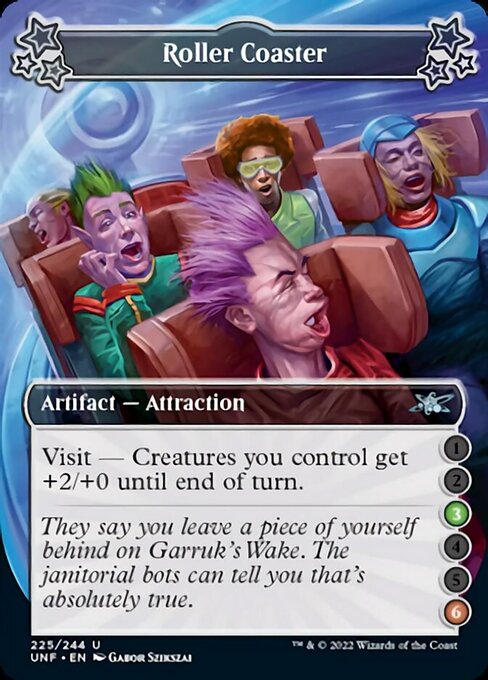 Roller Coaster
Artifact — Attraction
Visit — Creatures you control get
+2/+0 until end of turn.
They say you leave a piece of yourself
behind on Garruk's Wake. The
janitorial bots can tell you that's
absolutely true.
1
2
3
4
5
6
225/244 U
UNF • EN Gabor Szikszai
™ & © 2022 Wizards of the Coast